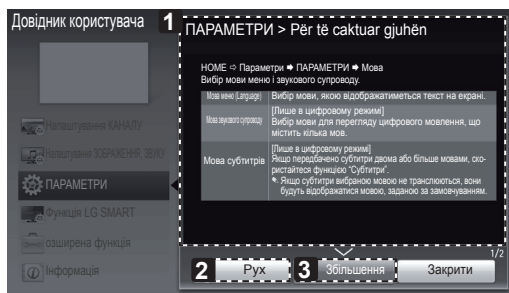 Довідник користувача
1
ПАРАМЕТРИ > Për të caktuar gjuhën
HOME ⇨ Параметри ➡ ПАРАМЕТРИ ➡ Мова
Вибір мови меню і звукового супроводу.
Мова меню (Language) Вибір мови, якою відображатиметься текст на екрані.
Мова звукового супроводу
[Лише в цифровому режимі]
Вибір мови для перегляду цифрового мовлення, що
містить кілька мов.
Мова субтитрів
[Лише в цифровому режимі]
Якщо передбачено субтитри двома або більше мовами, ско-
ристайтеся функцією "Субтитри".
Якщо субтитри вибраною мовою не транслюються, вони
будуть відображатися мовою, заданою за замовчуванням.
Налаштування КАНАЛУ
Налаштування ЗОБРАЖЕННЯ, ЗВУКУ
ПАРАМЕТРИ
Функція LG SMART
озширена функція
Інформація
1/2
2 Рух
3 Збільшення
Закрити